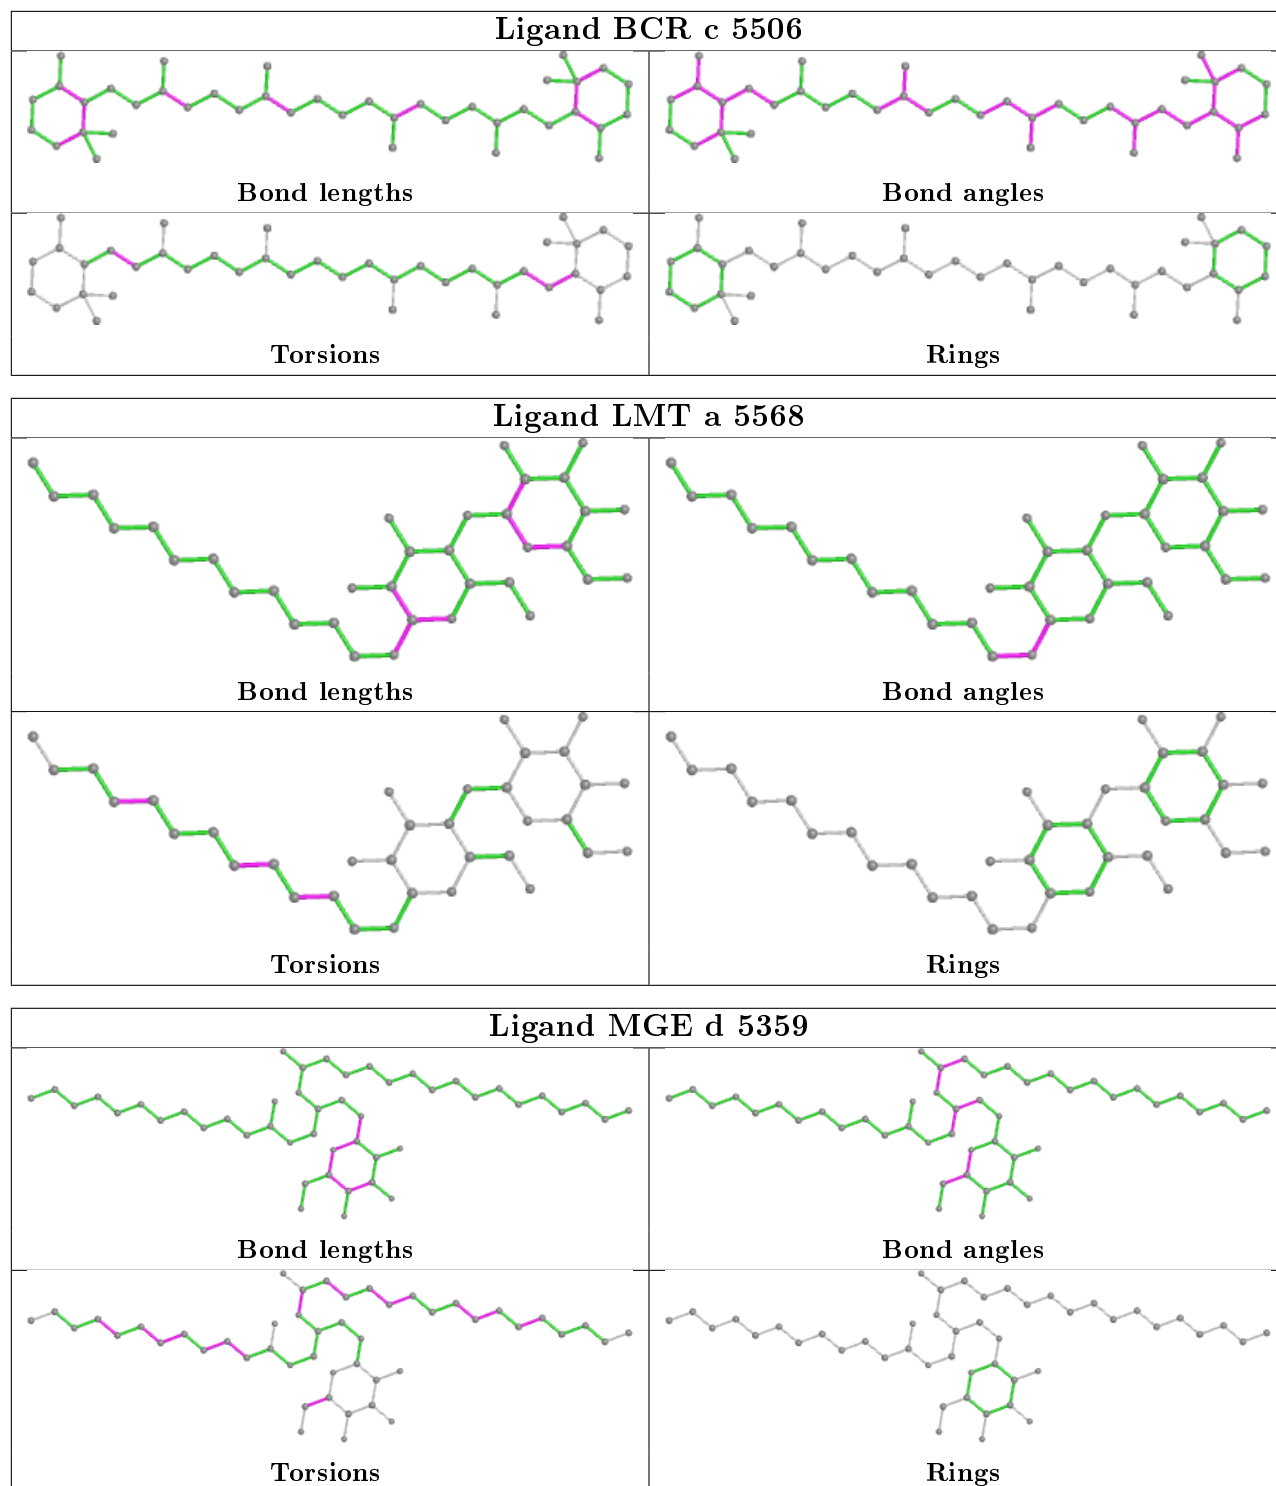 Ligand BCR c 5506
Bond lengths
Bond angles
Torsions
Rings
Ligand LMT a 5568
Bond lengths
Bond angles
Torsions
Rings
Ligand MGE d 5359
Bond lengths
Bond angles
Torsions
Rings